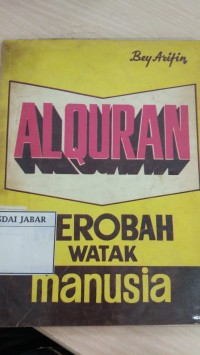 Bey Arifin
ALQURAN
SDAI JABAR
EROBAH
WATAK
manusia